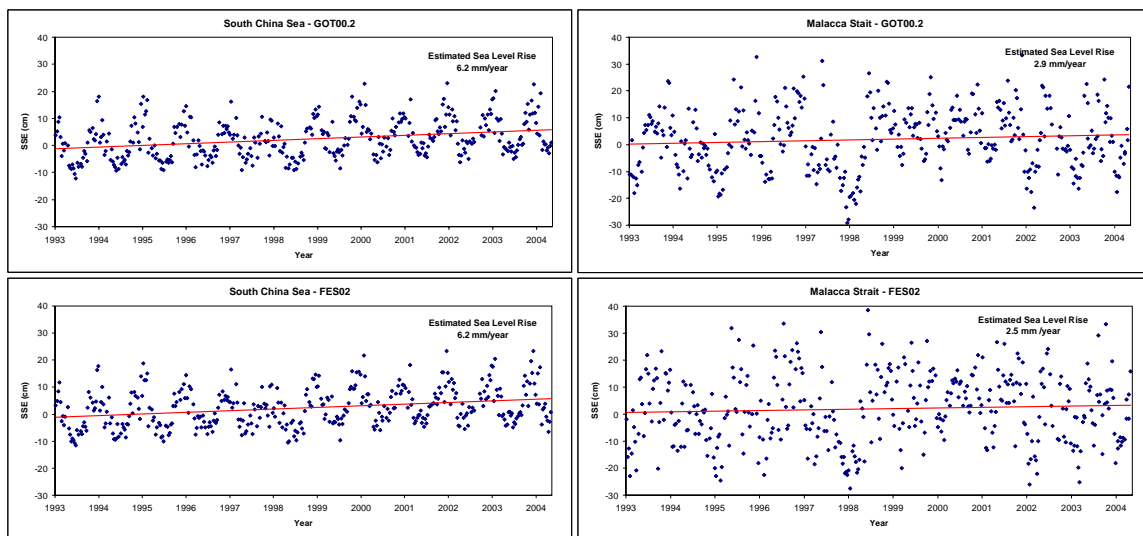 South China Sea - GOT00.2
Estimated Sea Level Rise
6.2 mm/year
SSE (cm)
40
30
20
10
0
-10
-20
-30
1993 1994 1995 1996 1997 1998 1999 2000 2001 2002 2003 2004
Year
Malacca Stait - GOT00.2
Estimated Sea Level Rise
2.9 mm/year
SSE (cm)
40
30
20
10
0
-10
-20
-30
1993 1994 1995 1996 1997 1998 1999 2000 2001 2002 2003 2004
Year
South China Sea - FES02
Estimated Sea Level Rise
6.2 mm/year
SSE (cm)
40
30
20
10
0
-10
-20
-30
1993 1994 1995 1996 1997 1998 1999 2000 2001 2002 2003 2004
Year
Malacca Strait - FES02
Estimated Sea Level Rise
2.5 mm /year
SSE (cm)
40
30
20
10
0
-10
-20
-30
1993 1994 1995 1996 1997 1998 1999 2000 2001 2002 2003 2004
Year